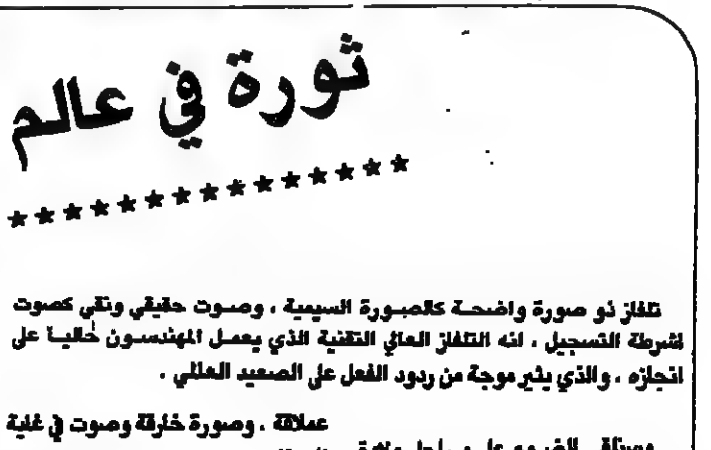 ثورة في عالم
تلفاز ذو صورة واضحة كالصورة السيمية ، وصوت حقيقي ونقي كصوت
اشرطة التسجيل ، انه التلفاز العالي التقنية الذي يعمل المهندسون حاليا على
انجازه ، والذي يثير موجة من ردود الفعل على الصعيد العالمي .
عملاقة ، وصورة خارقة وصوت في غاية